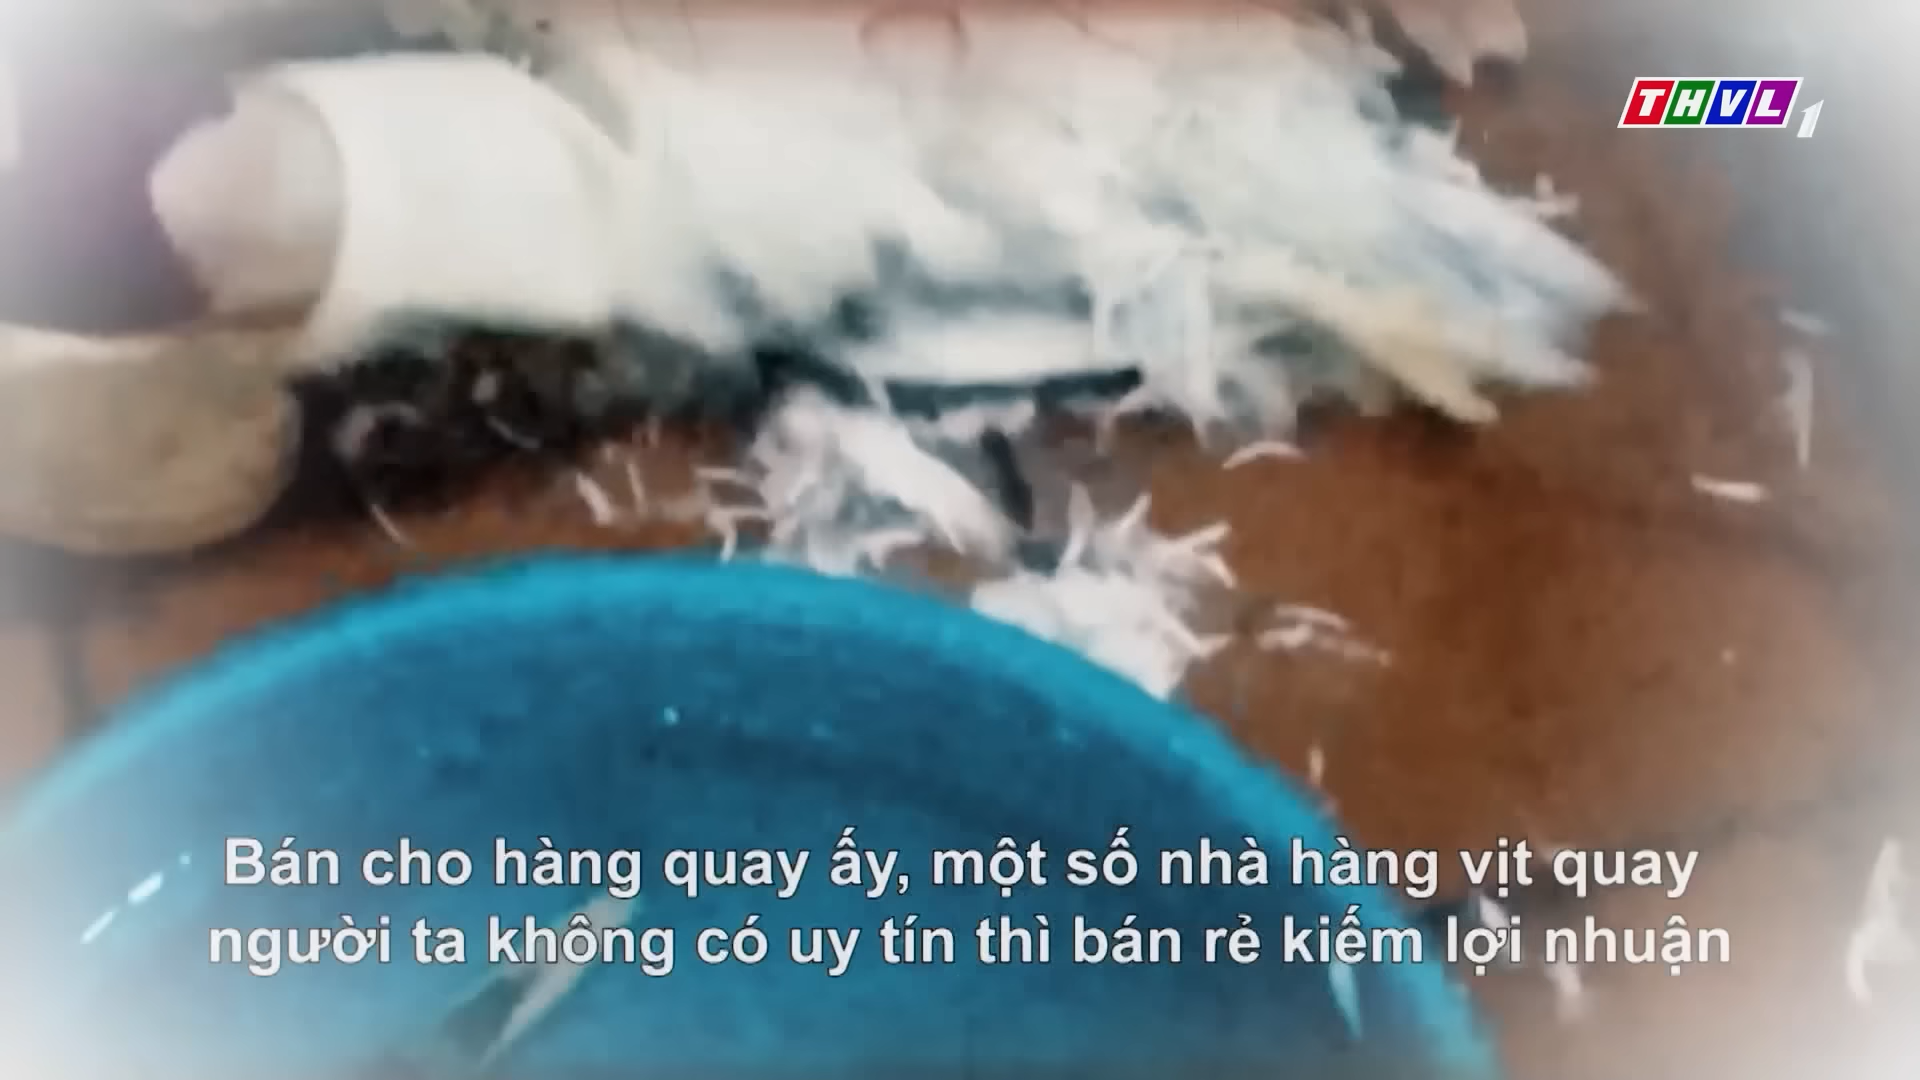 THVL1
Bán cho hàng quay ấy, một số nhà hàng vịt quay
người ta không có uy tín thì bán rẻ kiếm lợi nhuận